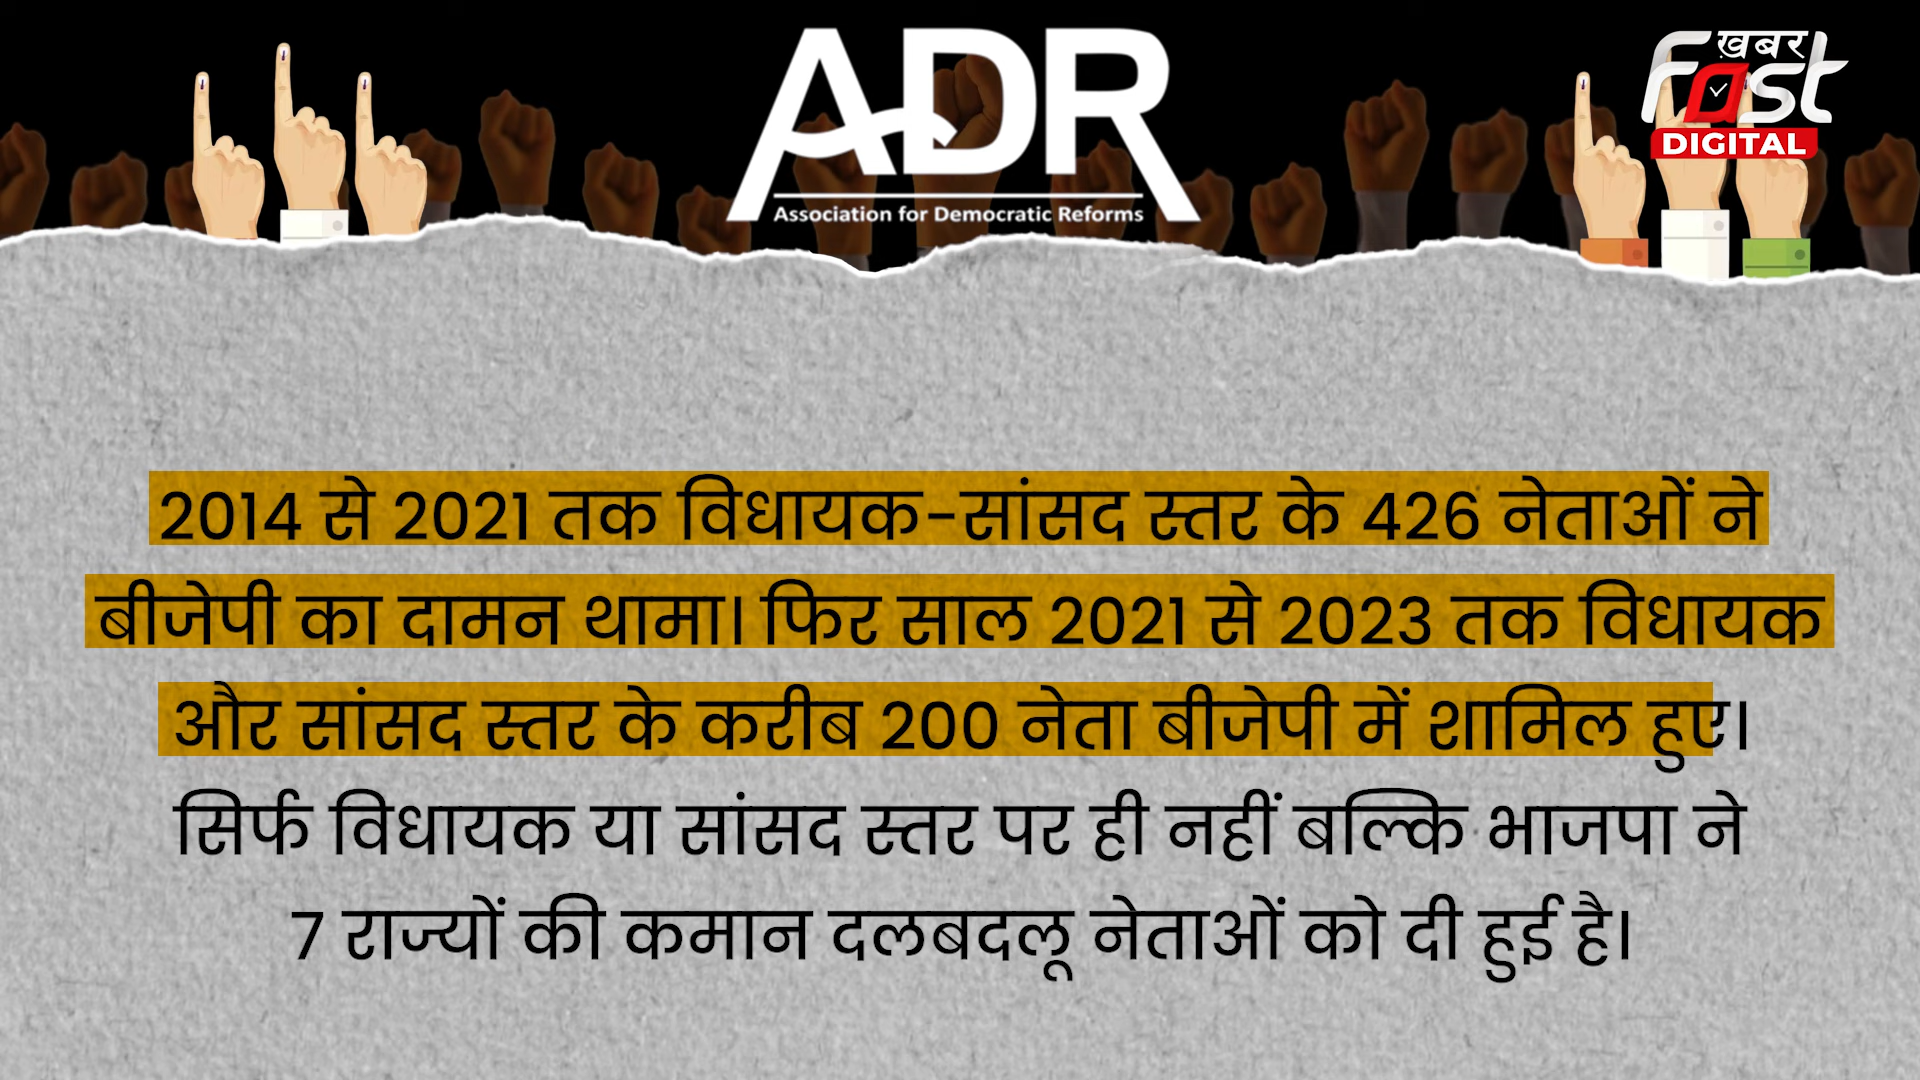 ADR
Association for Democratic Reforms
ख़बर
Fast
DIGITAL
2014 से 2021 तक विधायक-सांसद स्तर के 426 नेताओं ने
बीजेपी का दामन थामा। फिर साल 2021 से 2023 तक विधायक
और सांसद स्तर के करीब 200 नेता बीजेपी में शामिल हुए।
सिर्फ विधायक या सांसद स्तर पर ही नहीं बल्कि भाजपा ने
7 राज्यों की कमान दलबदलू नेताओं को दी हुई है।